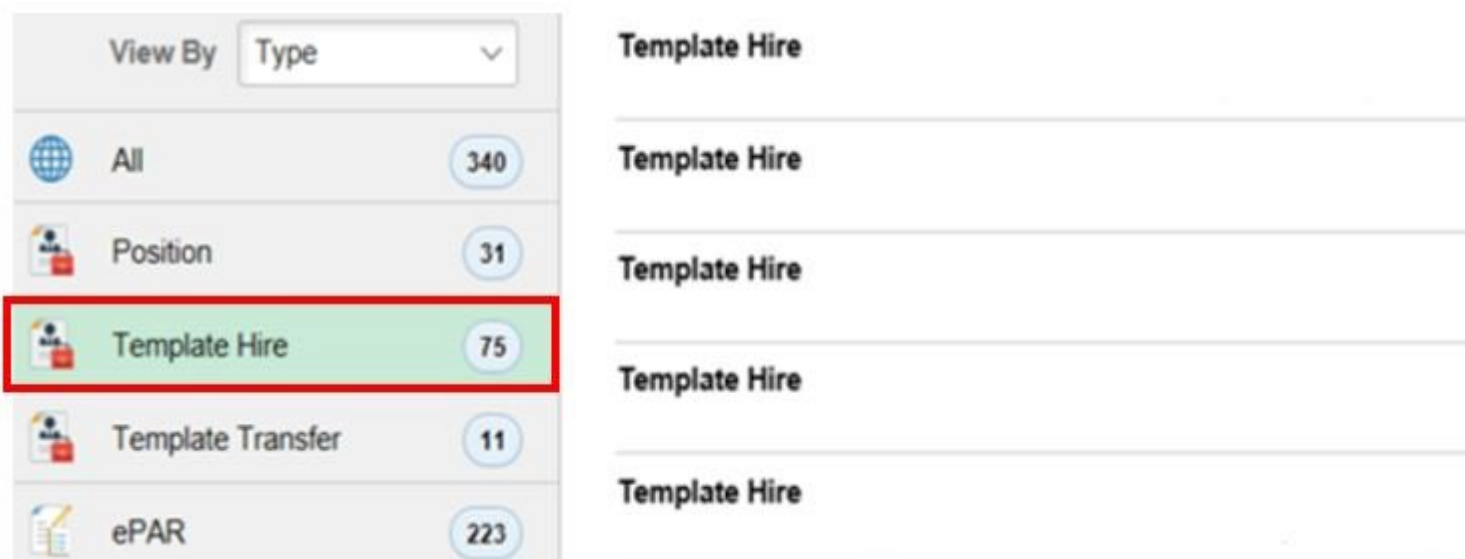 View By Type
All 340
Position 31
Template Hire 75
Template Transfer 11
ePAR 223
Template Hire
Template Hire
Template Hire
Template Hire
Template Hire